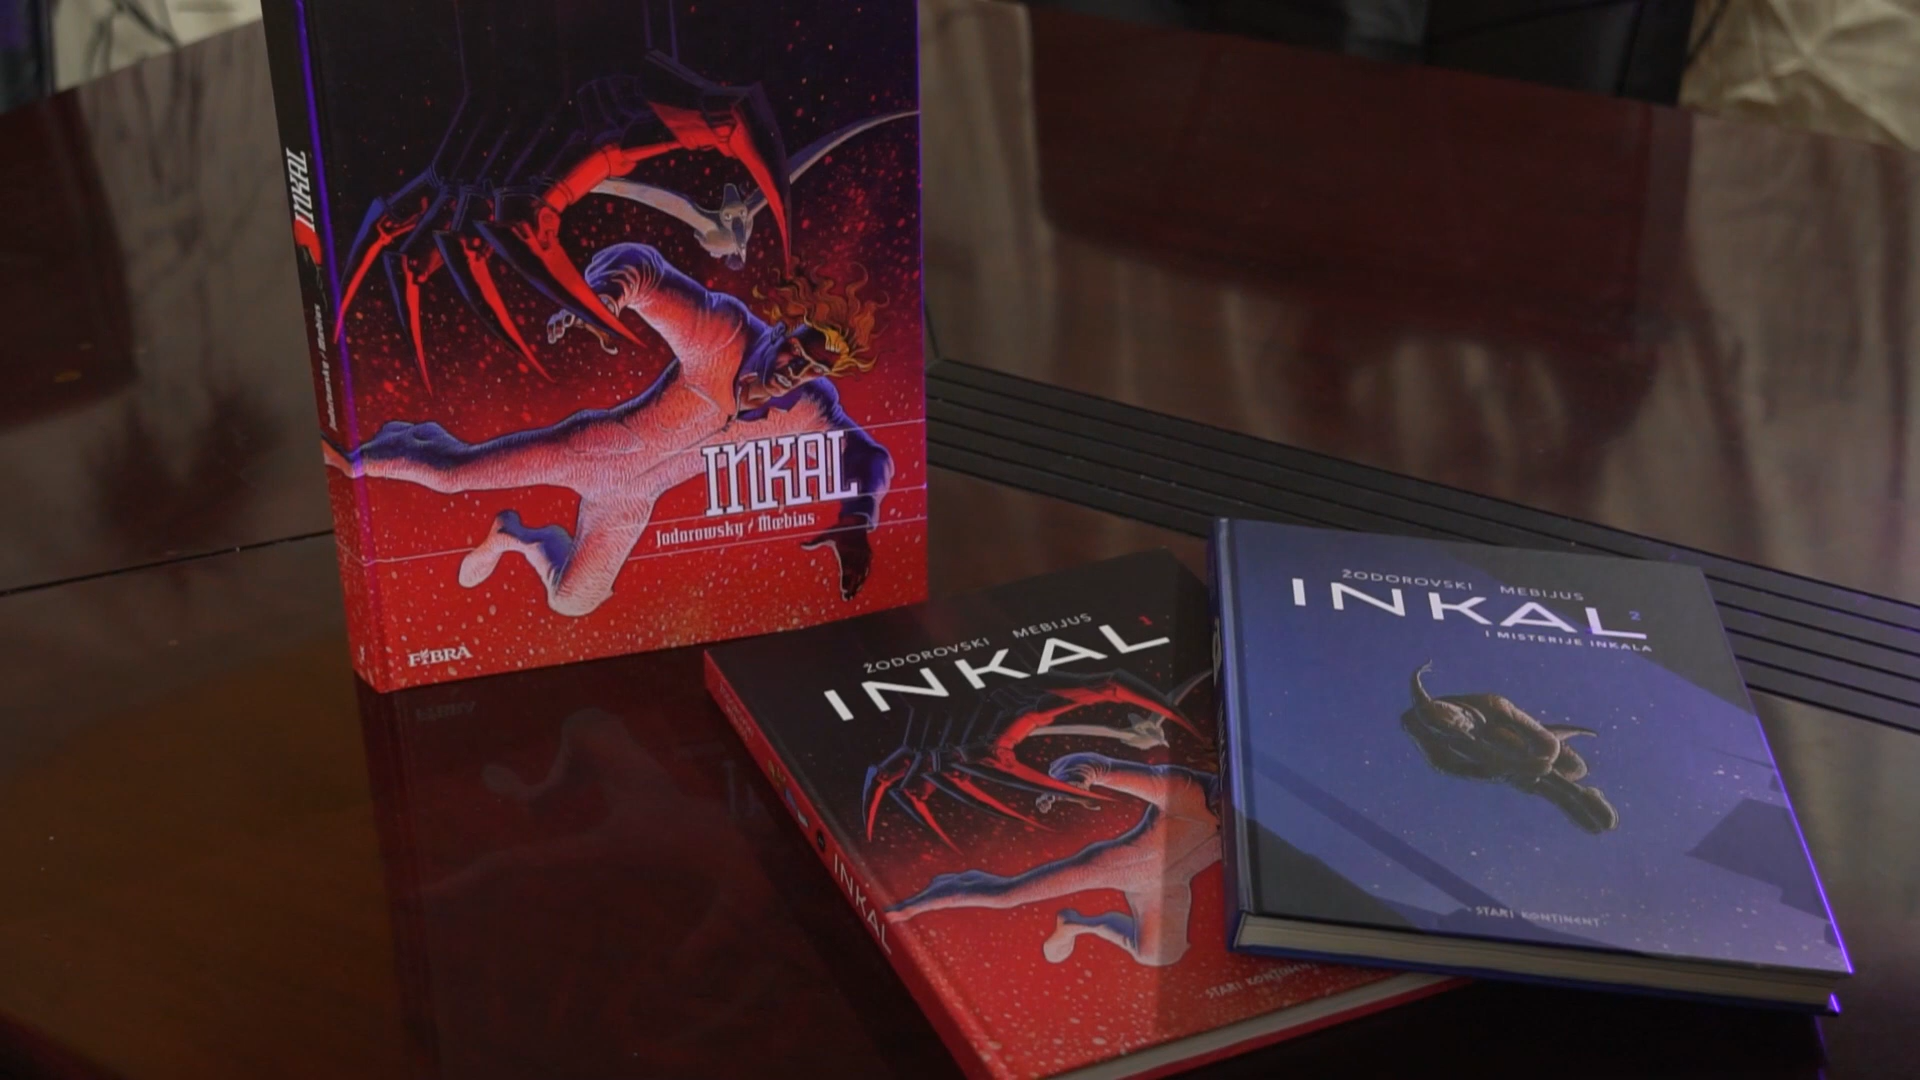 INKAL
Jodorowsky / Mœbius
INKAL
Jodorowsky / Mœbius
FIBRA
ŽODOROVSKI MEBIJUS
INKAL 1
INKAL
STARI KONTINENT
ŽODOROVSKI MEBIJUS
INKAL 2
I MISTERIJE INKALA
STARI KONTINENT